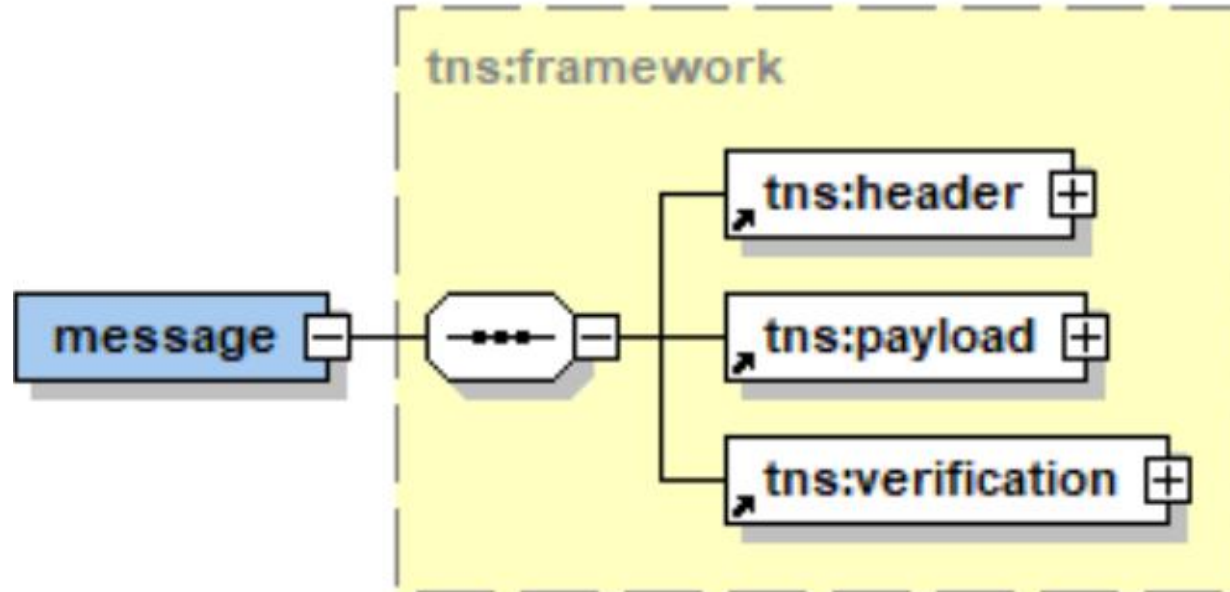 tns:framework
tns:header
message
tns:payload
tns:verification